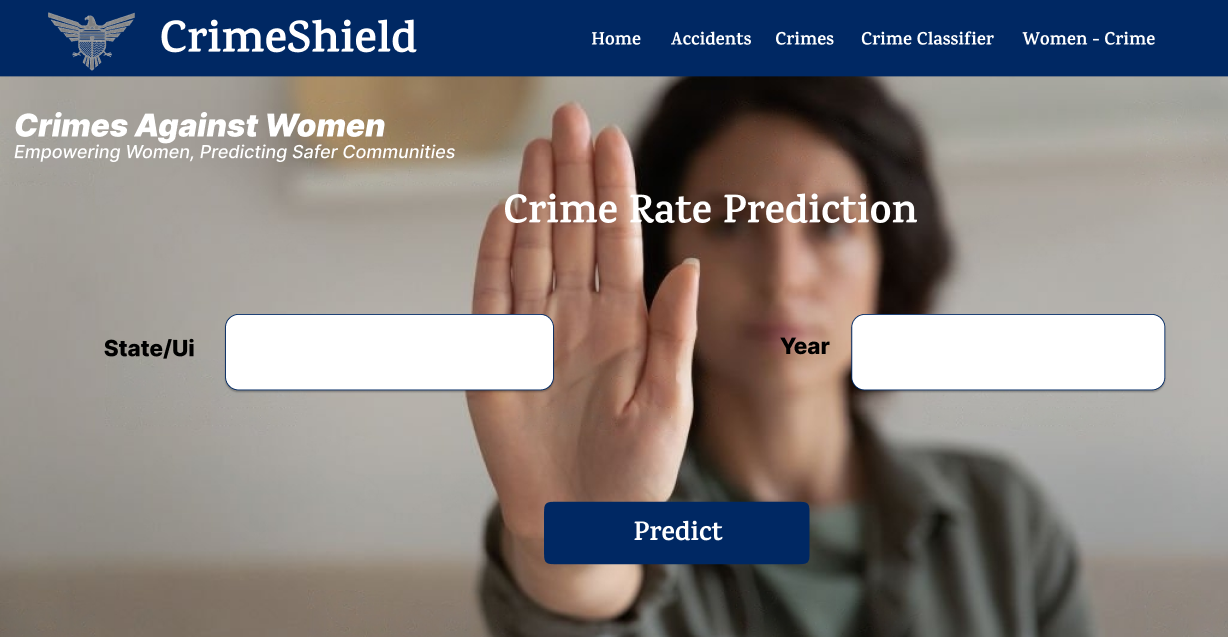 CrimeShield
Home Accidents Crimes Crime Classifier Women - Crime
Crimes Against Women
Empowering Women, Predicting Safer Communities
Crime Rate Prediction
State/Ui
Year
Predict